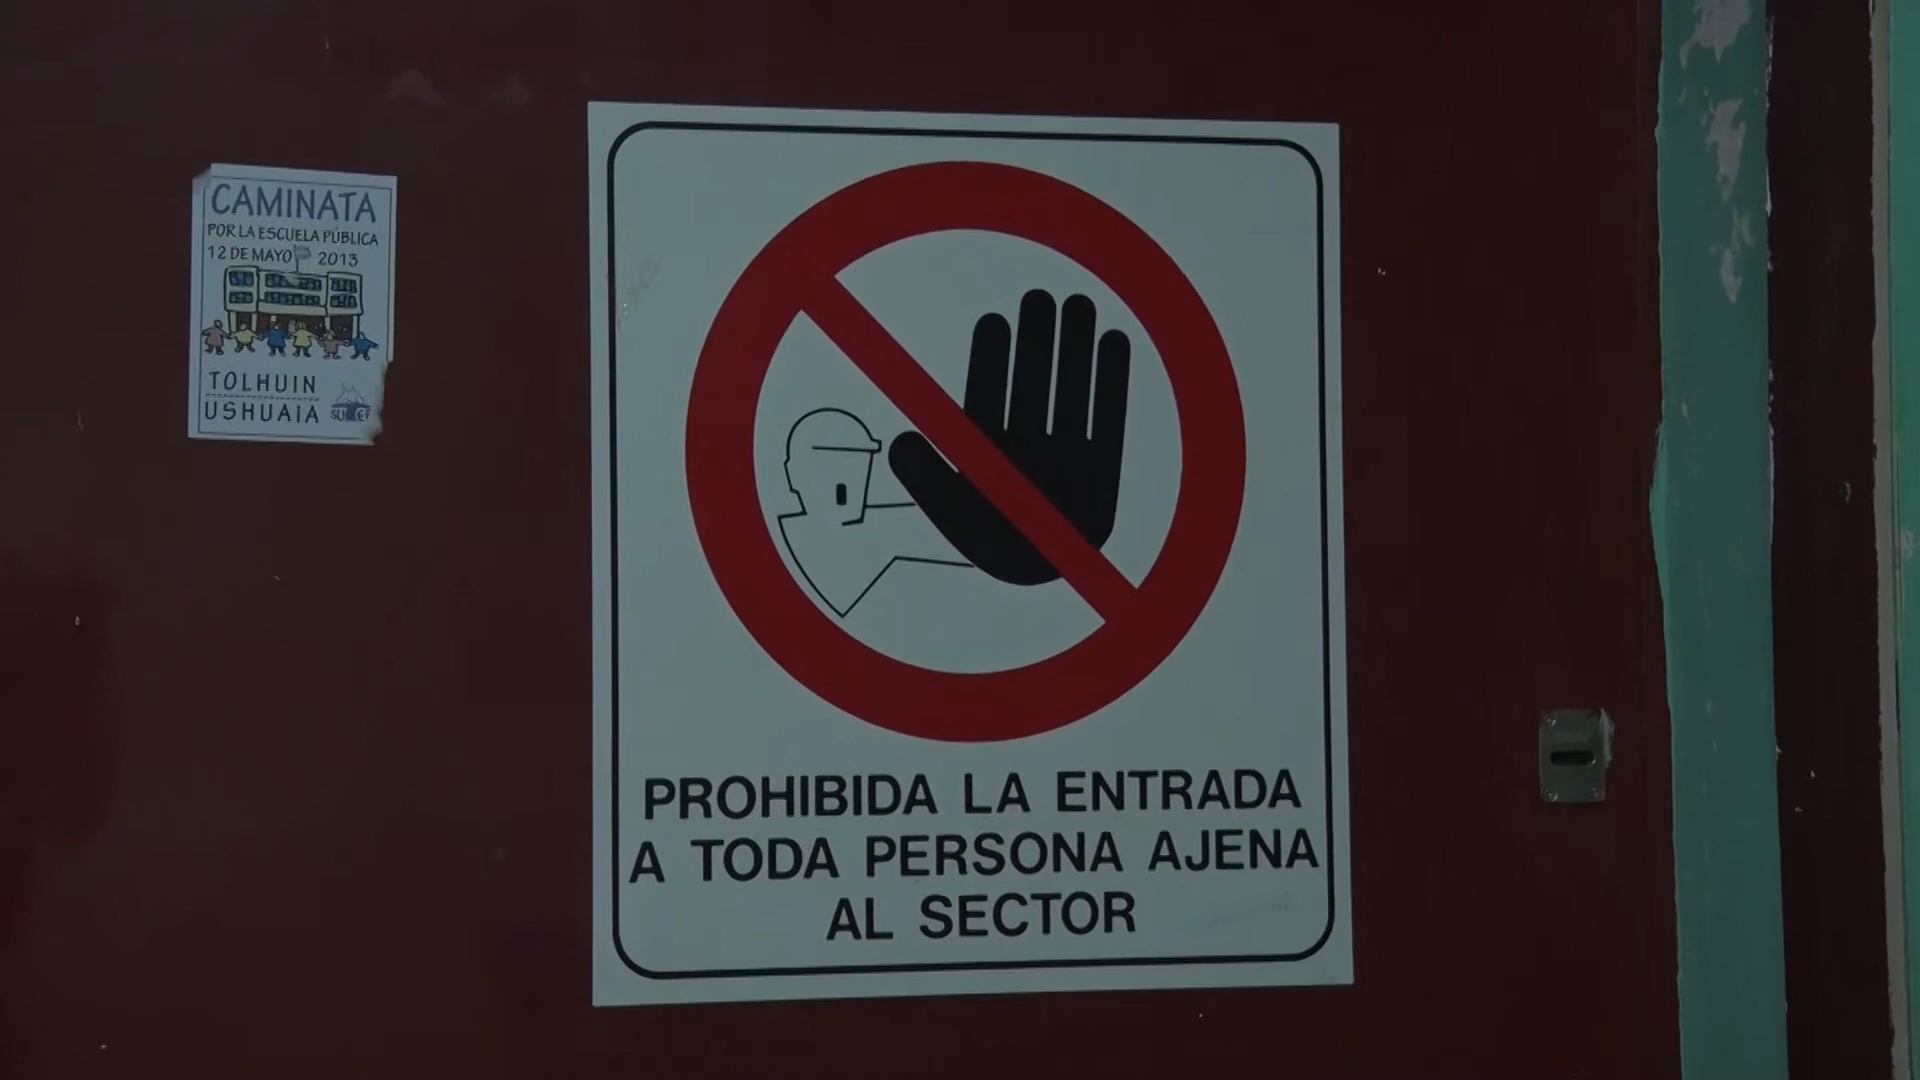 CAMINATA
POR LA ESCUELA PÚBLICA
12 DE MAYO 2013
TOLHUIN
USHUAIA
PROHIBIDA LA ENTRADA
A TODA PERSONA AJENA
AL SECTOR